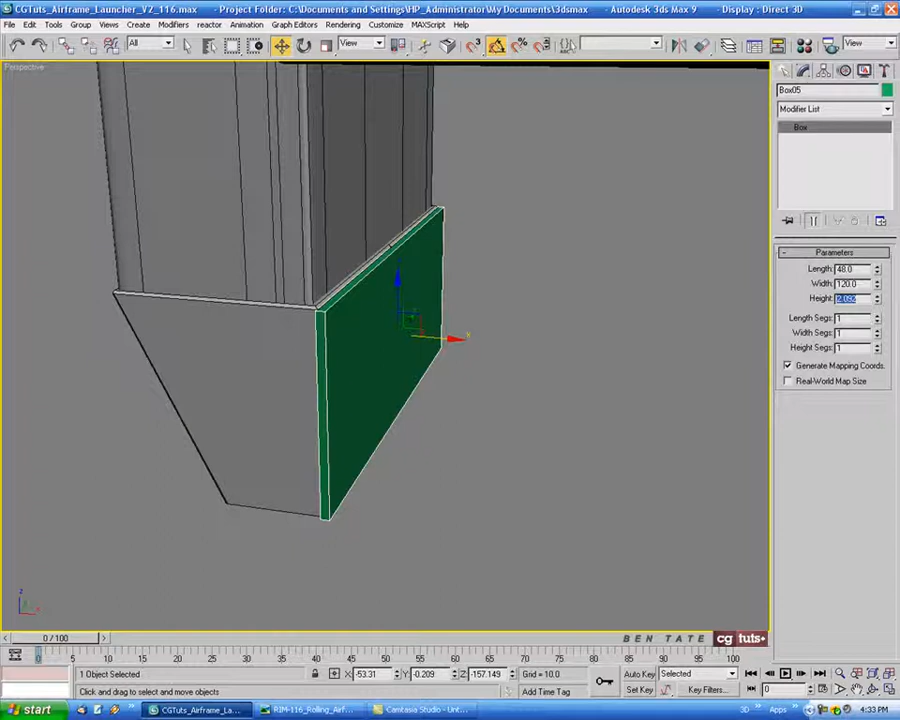 CGTuts_Airframe_Launcher_V2_116.max - Project Folder: C:\Documents and Settings\HP_Administrator\My Documents\3dsmax - Autodesk 3ds Max 9 - Display : Direct 3D
File Edit Tools Group Views Create Modifiers reactor Animation Graph Editors Rendering Customize MAXScript Help
All View View
Perspective
Box05
Modifier List
Box
Parameters
Length: 48.0
Width: 120.0
Height: 2.092
Length Segs: 1
Width Segs: 1
Height Segs: 1
Generate Mapping Coords.
Real-World Map Size
x
z
0 / 100
BEN TATE cg tuts+
0 5 10 15 20 25 30 35 40 45 50 55 60 65 70 75 80 85 90 95 100
1 Object Selected X: -53.31 Y: -0.209 Z: -157.149 Grid = 10.0 Auto Key Selected
Click and drag to select and move objects Add Time Tag Set Key Key Filters... 0
start CGTuts_Airframe_La... RIM-116_Rolling_Airf... Camtasia Studio - Unt... 3D Apps 4:33 PM